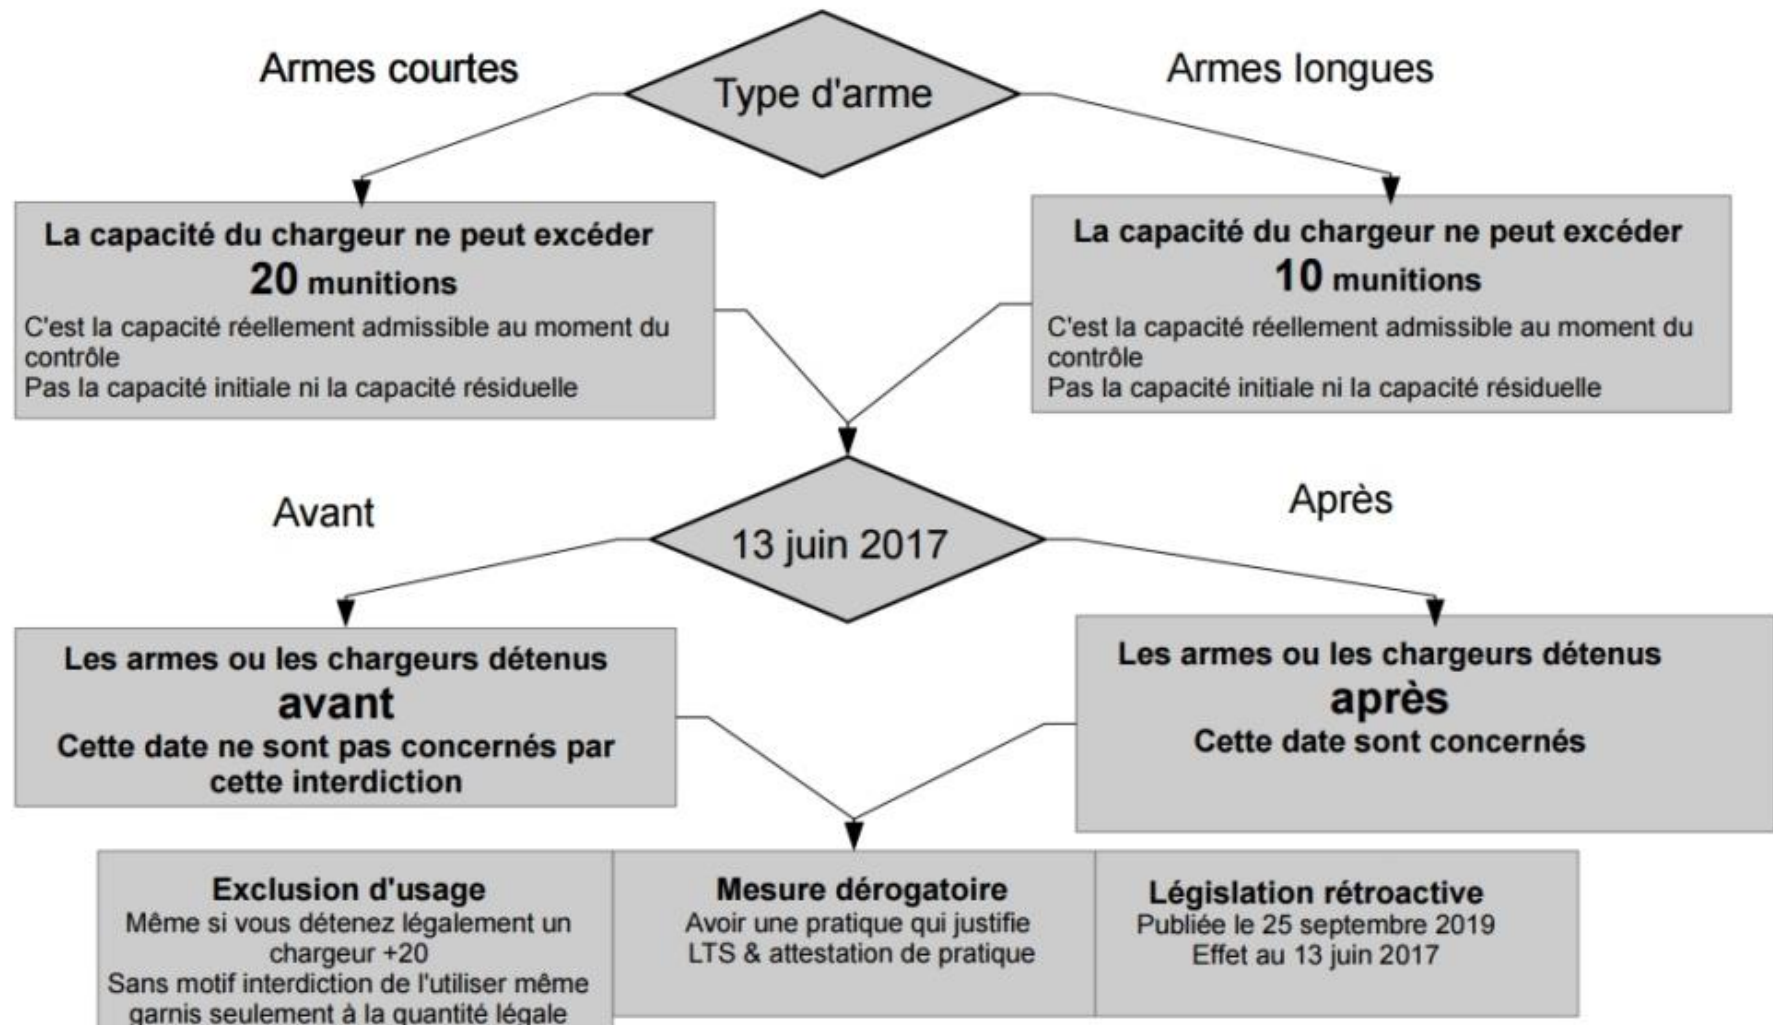 Type d'arme
Armes courtes
Armes longues
La capacité du chargeur ne peut excéder
20 munitions
C'est la capacité réellement admissible au moment du
contrôle
Pas la capacité initiale ni la capacité résiduelle
La capacité du chargeur ne peut excéder
10 munitions
C'est la capacité réellement admissible au moment du
contrôle
Pas la capacité initiale ni la capacité résiduelle
13 juin 2017
Avant
Après
Les armes ou les chargeurs détenus
avant
Cette date ne sont pas concernés par
cette interdiction
Les armes ou les chargeurs détenus
après
Cette date sont concernés
Exclusion d'usage
Même si vous détenez légalement un
chargeur +20
Sans motif interdiction de l'utiliser même
garnis seulement à la quantité légale
Mesure dérogatoire
Avoir une pratique qui justifie
LTS & attestation de pratique
Législation rétroactive
Publiée le 25 septembre 2019
Effet au 13 juin 2017